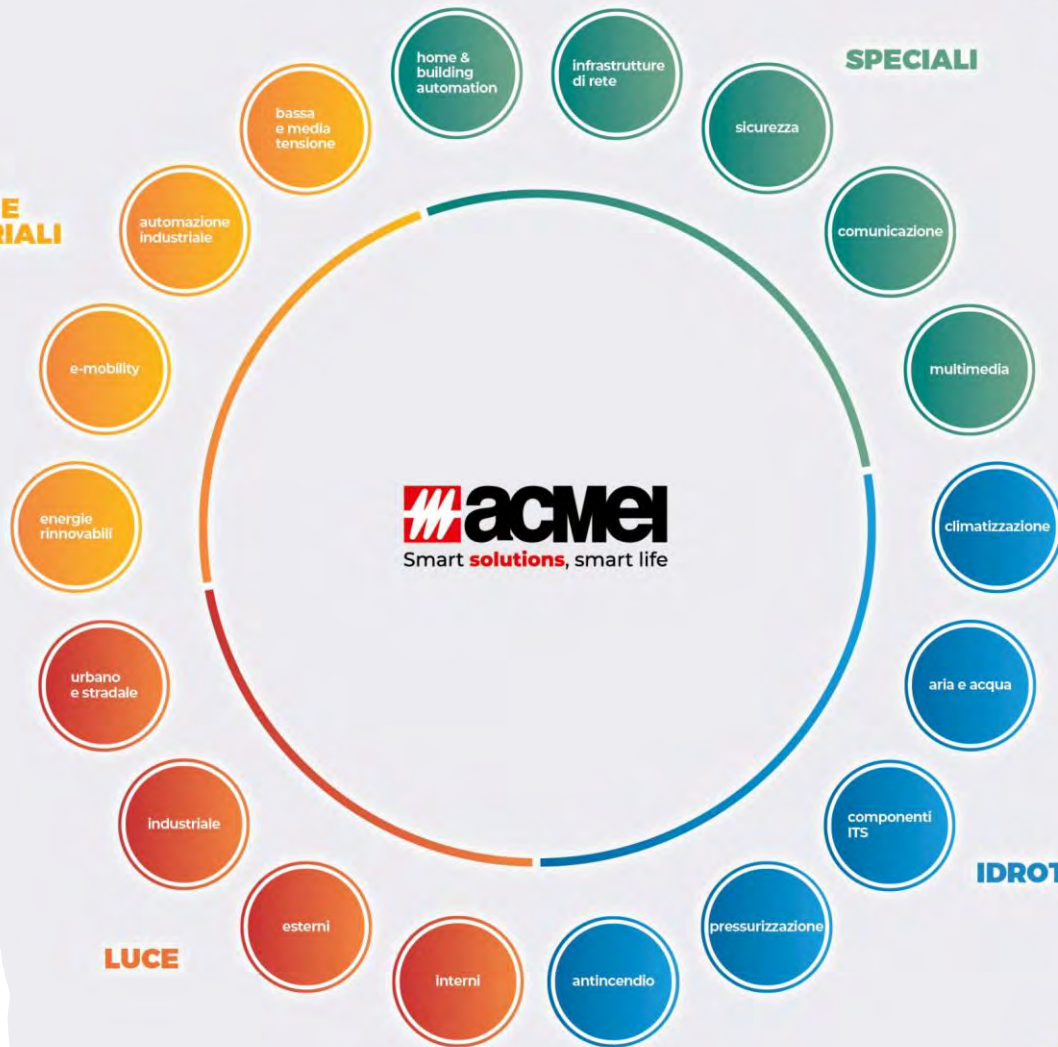 home &
building
automation
infrastrutture
di rete
SPECIALI
sicurezza
comunicazione
multimedia
climatizzazione
aria e acqua
componenti
ITS
IDROT
pressurizzazione
antincendio
interni
esterni
LUCE
industriale
urbano
e stradale
energie
rinnovabili
e-mobility
automazione
industriale
E
RIALI
bassa
e media
tensione
acmei
Smart solutions, smart life